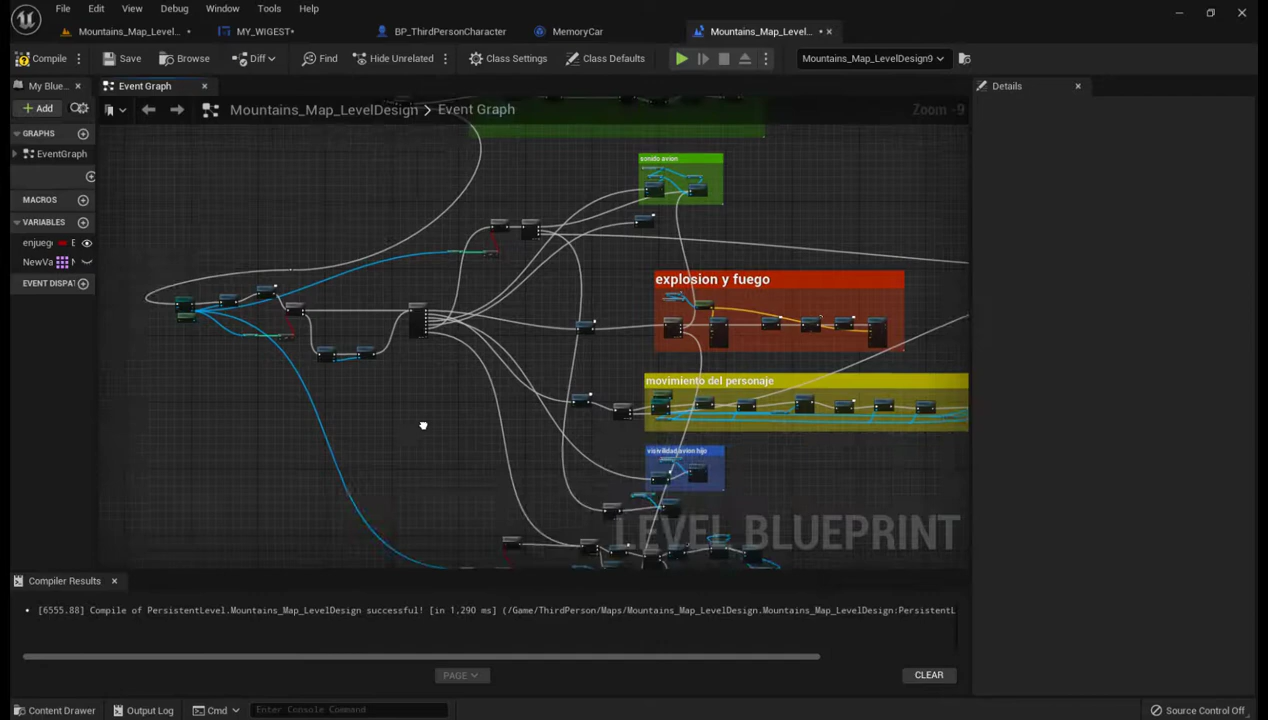 File Edit View Debug Window Tools Help
Mountains_Map_Level... MY_WIGEST* BP_ThirdPersonCharacter MemoryCar Mountains_Map_Level...
Compile Save Browse Diff Find Hide Unrelated Class Settings Class Defaults Mountains_Map_LevelDesign9
My Blue... Event Graph Details
Add Mountains_Map_LevelDesign > Event Graph Zoom -9
GRAPHS
EventGraph
MACROS
VARIABLES
enjueg
NewVa
EVENT DISPAT
sonido avion
explosion y fuego
movimiento del personaje
visivilidad avion hijo
LEVEL BLUEPRINT
Compiler Results
[6555.88] Compile of PersistentLevel.Mountains_Map_LevelDesign successful! [in 1,290 ms] (/Game/ThirdPerson/Maps/Mountains_Map_LevelDesign.Mountains_Map_LevelDesign:PersistentL
PAGE CLEAR
Content Drawer Output Log Cmd Enter Console Command Source Control Off